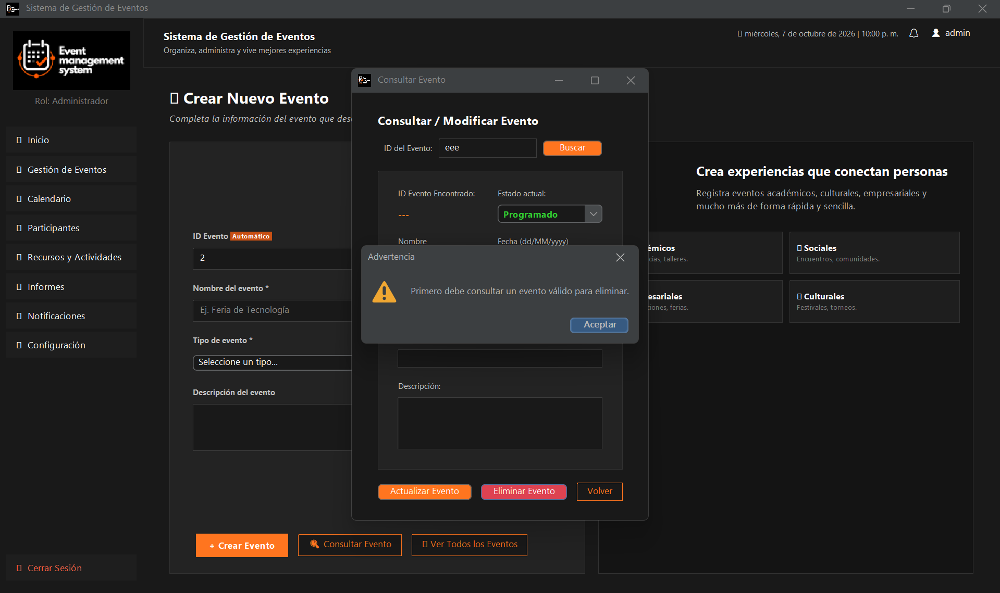 Sistema de Gestión de Eventos
Event
management
system
Rol: Administrador
Inicio
Gestión de Eventos
Calendario
Participantes
Recursos y Actividades
Informes
Notificaciones
Configuración
Cerrar Sesión
Sistema de Gestión de Eventos
Organiza, administra y vive mejores experiencias
miércoles, 7 de octubre de 2026 | 10:00 p. m.
admin
Crear Nuevo Evento
Completa la información del evento que des
ID Evento Automático
2
Nombre del evento *
Ej. Feria de Tecnología
Tipo de evento *
Seleccione un tipo...
Descripción del evento
+ Crear Evento
Consultar Evento
Ver Todos los Eventos
Consultar Evento
Consultar / Modificar Evento
ID del Evento:
eee
Buscar
ID Evento Encontrado:
Estado actual:
---
Programado
Nombre
Fecha (dd/MM/yyyy)
Advertencia
Primero debe consultar un evento válido para eliminar.
Aceptar
Descripción:
Actualizar Evento
Eliminar Evento
Volver
Crea experiencias que conectan personas
Registra eventos académicos, culturales, empresariales y
mucho más de forma rápida y sencilla.
émicos
cias, talleres.
Sociales
Encuentros, comunidades.
esariales
iones, ferias.
Culturales
Festivales, torneos.